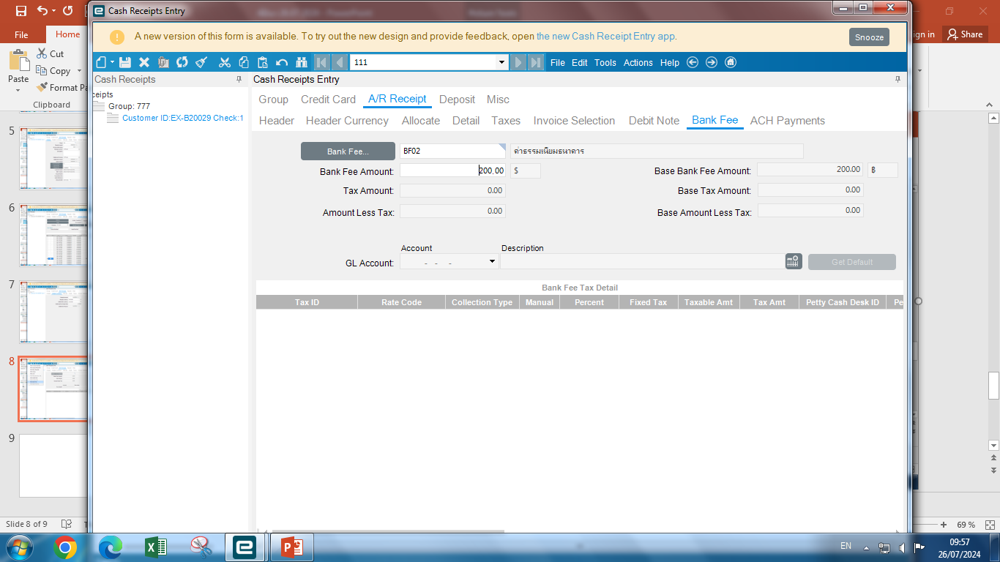 Cash Receipts Entry
A new version of this form is available. To try out the new design and provide feedback, open the new Cash Receipt Entry app.
Snooze
File
Home
sign in
Share
Cut
Copy
Format Pa
Paste
Clipboard
111
File Edit Tools Actions Help
Cash Receipts
ceipts
Group: 777
Customer ID:EX-B20029 Check:1
Cash Receipts Entry
Group Credit Card A/R Receipt Deposit Misc
Header Header Currency Allocate Detail Taxes Invoice Selection Debit Note Bank Fee ACH Payments
Bank Fee... BF02 ค่าธรรมเนียมธนาคาร
Bank Fee Amount: 200.00 $ Base Bank Fee Amount: 200.00 ฿
Tax Amount: 0.00 Base Tax Amount: 0.00
Amount Less Tax: 0.00 Base Amount Less Tax: 0.00
Account Description
GL Account: - - - Get Default
Bank Fee Tax Detail
Tax ID Rate Code Collection Type Manual Percent Fixed Tax Taxable Amt Tax Amt Petty Cash Desk ID Pe
5
6
7
8
9
Slide 8 of 9
69 %
EN
09:57
26/07/2024